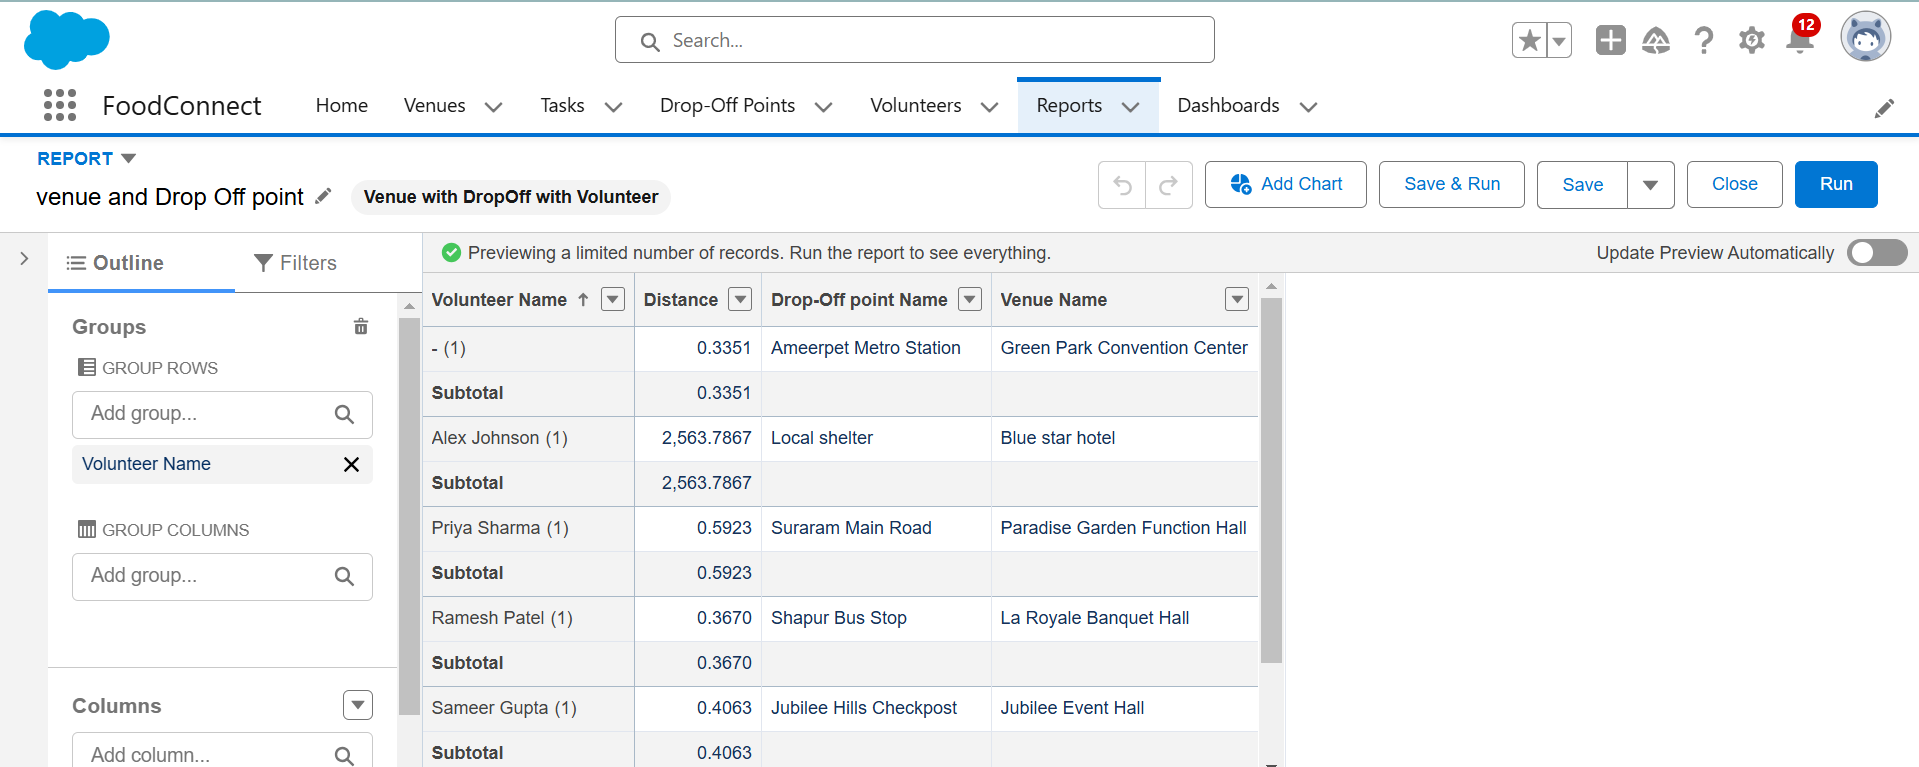 Search...
12
FoodConnect Home Venues Tasks Drop-Off Points Volunteers Reports Dashboards
REPORT
venue and Drop Off point Venue with DropOff with Volunteer
Add Chart Save & Run Save Close Run
Outline Filters
Previewing a limited number of records. Run the report to see everything. Update Preview Automatically
Groups
GROUP ROWS
Add group...
Volunteer Name
GROUP COLUMNS
Add group...
Columns
Add column...
Volunteer Name Distance Drop-Off point Name Venue Name
- (1) 0.3351 Ameerpet Metro Station Green Park Convention Center
Subtotal 0.3351
Alex Johnson (1) 2,563.7867 Local shelter Blue star hotel
Subtotal 2,563.7867
Priya Sharma (1) 0.5923 Suraram Main Road Paradise Garden Function Hall
Subtotal 0.5923
Ramesh Patel (1) 0.3670 Shapur Bus Stop La Royale Banquet Hall
Subtotal 0.3670
Sameer Gupta (1) 0.4063 Jubilee Hills Checkpost Jubilee Event Hall
Subtotal 0.4063